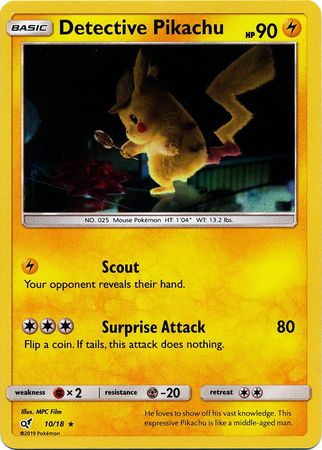 BASIC Detective Pikachu HP 90
NO. 025 Mouse Pokémon HT: 1'04" WT: 13.2 lbs.
Scout
Your opponent reveals their hand.
Surprise Attack 80
Flip a coin. If tails, this attack does nothing.
weakness × 2 resistance -20 retreat
Illus. MPC Film
10/18 ★
©2019 Pokémon
He loves to show off his vast knowledge. This
expressive Pikachu is like a middle-aged man.